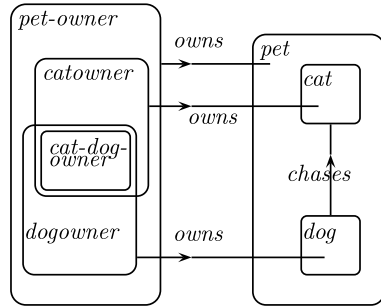 pet-owner
owns
pet
catowner
cat
owns
cat-dog-
owner
chases
dogowner
owns
dog